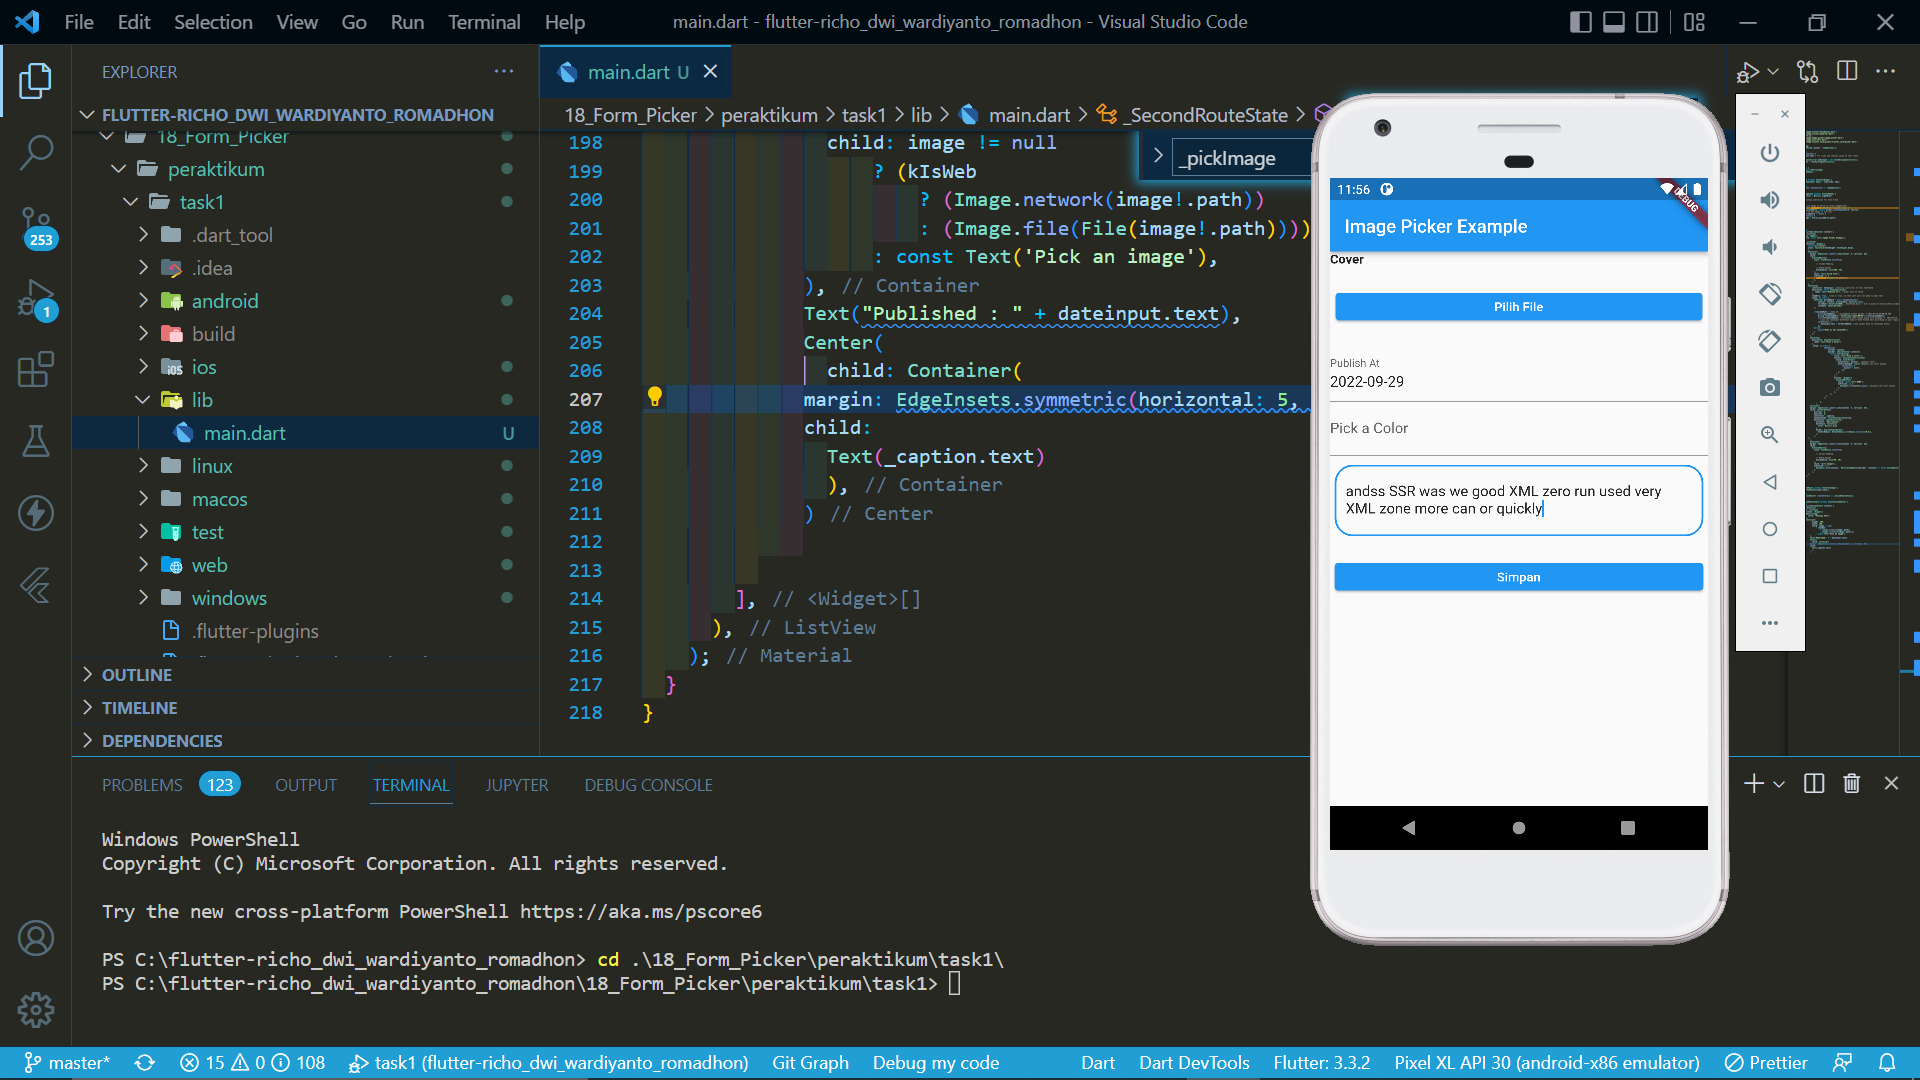 File Edit Selection View Go Run Terminal Help
main.dart - flutter-richo_dwi_wardiyanto_romadhon - Visual Studio Code
EXPLORER
FLUTTER-RICHO_DWI_WARDIYANTO_ROMADHON
18_Form_Picker
peraktikum
task1
.dart_tool
.idea
android
build
ios
lib
main.dart U
linux
macos
test
web
windows
.flutter-plugins
OUTLINE
TIMELINE
DEPENDENCIES
253
1
main.dart U
18_Form_Picker > peraktikum > task1 > lib > main.dart > _SecondRouteState >
_pickImage
198 child: image != null
199 ? (kIsWeb
200 ? (Image.network(image!.path))
201 : (Image.file(File(image!.path))))
202 : const Text('Pick an image'),
203 ), // Container
204 Text("Published : " + dateinput.text),
205 Center(
206 child: Container(
207 margin: EdgeInsets.symmetric(horizontal: 5,
208 child:
209 Text(_caption.text)
210 ), // Container
211 ) // Center
212
213
214 ], // <Widget>[]
215 ), // ListView
216 ); // Material
217 }
218 }
11:56
DEBUG
Image Picker Example
Cover
Pilih File
Publish At
2022-09-29
Pick a Color
andss SSR was we good XML zero run used very
XML zone more can or quickly
Simpan
PROBLEMS 123 OUTPUT TERMINAL JUPYTER DEBUG CONSOLE
Windows PowerShell
Copyright (C) Microsoft Corporation. All rights reserved.
Try the new cross-platform PowerShell https://aka.ms/pscore6
PS C:\flutter-richo_dwi_wardiyanto_romadhon> cd .\18_Form_Picker\peraktikum\task1\
PS C:\flutter-richo_dwi_wardiyanto_romadhon\18_Form_Picker\peraktikum\task1>
master* 15 0 108 task1 (flutter-richo_dwi_wardiyanto_romadhon) Git Graph Debug my code Dart Dart DevTools Flutter: 3.3.2 Pixel XL API 30 (android-x86 emulator) Prettier